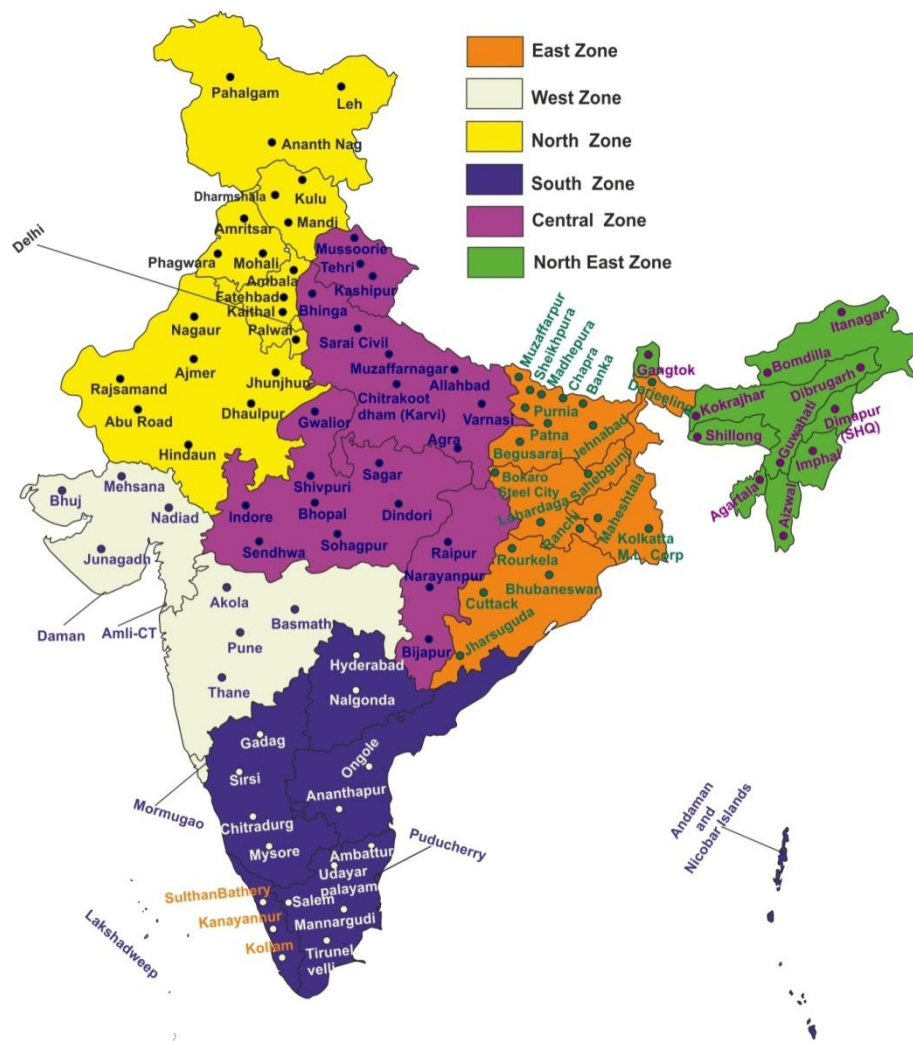 East Zone
West Zone
North Zone
South Zone
Central Zone
North East Zone
Pahalgam
Leh
Ananth Nag
Dharmshala
Kulu
Amritsar
Mandi
Delhi
Phagwara
Mohali
Ambala
Fatehbad
Kaithal
Nagaur
Palwal
Ajmer
Jhunjhun
Rajsamand
Abu Road
Dhaulpur
Hindaun
Mussoorie
Tehri
Kashipur
Bhinga
Sarai Civil
Muzaffarnagar
Allahbad
Chitrakoot
dham (Karvi)
Varnasi
Gwalior
Agra
Sagar
Shivpuri
Indore
Bhopal
Dindori
Sendhwa
Sohagpur
Raipur
Narayanpur
Bijapur
Muzaffarpur
Sheikhpura
Madhepura
Chapra
Banka
Purnia
Patna
Jehnabad
Begusaraj
Bokaro
Steel City
Sahebgunj
Lohardaga
Ranchi
Mahashtala
Kolkatta
M.L. Corp
Rourkela
Bhubaneswar
Cuttack
Jharsuguda
Darjeeling
Gangtok
Itanagar
Bomdilla
Dibrugarh
Kokrajhar
Guwahati
Dimapur
(SHQ)
Shillong
Imphal
Agartala
Aizwal
Mehsana
Bhuj
Nadiad
Junagadh
Daman
Amli-CT
Akola
Basmath
Pune
Thane
Hyderabad
Nalgonda
Gadag
Sirsi
Ongole
Ananthapur
Mormugao
Chitradurg
Mysore
Ambattur
Puducherry
Udayar
palayam
SulthanBathery
Salem
Kanayannur
Mannargudi
Kollam
Tirunel
velli
Lakshadweep
Andaman
and
Nicobar Islands